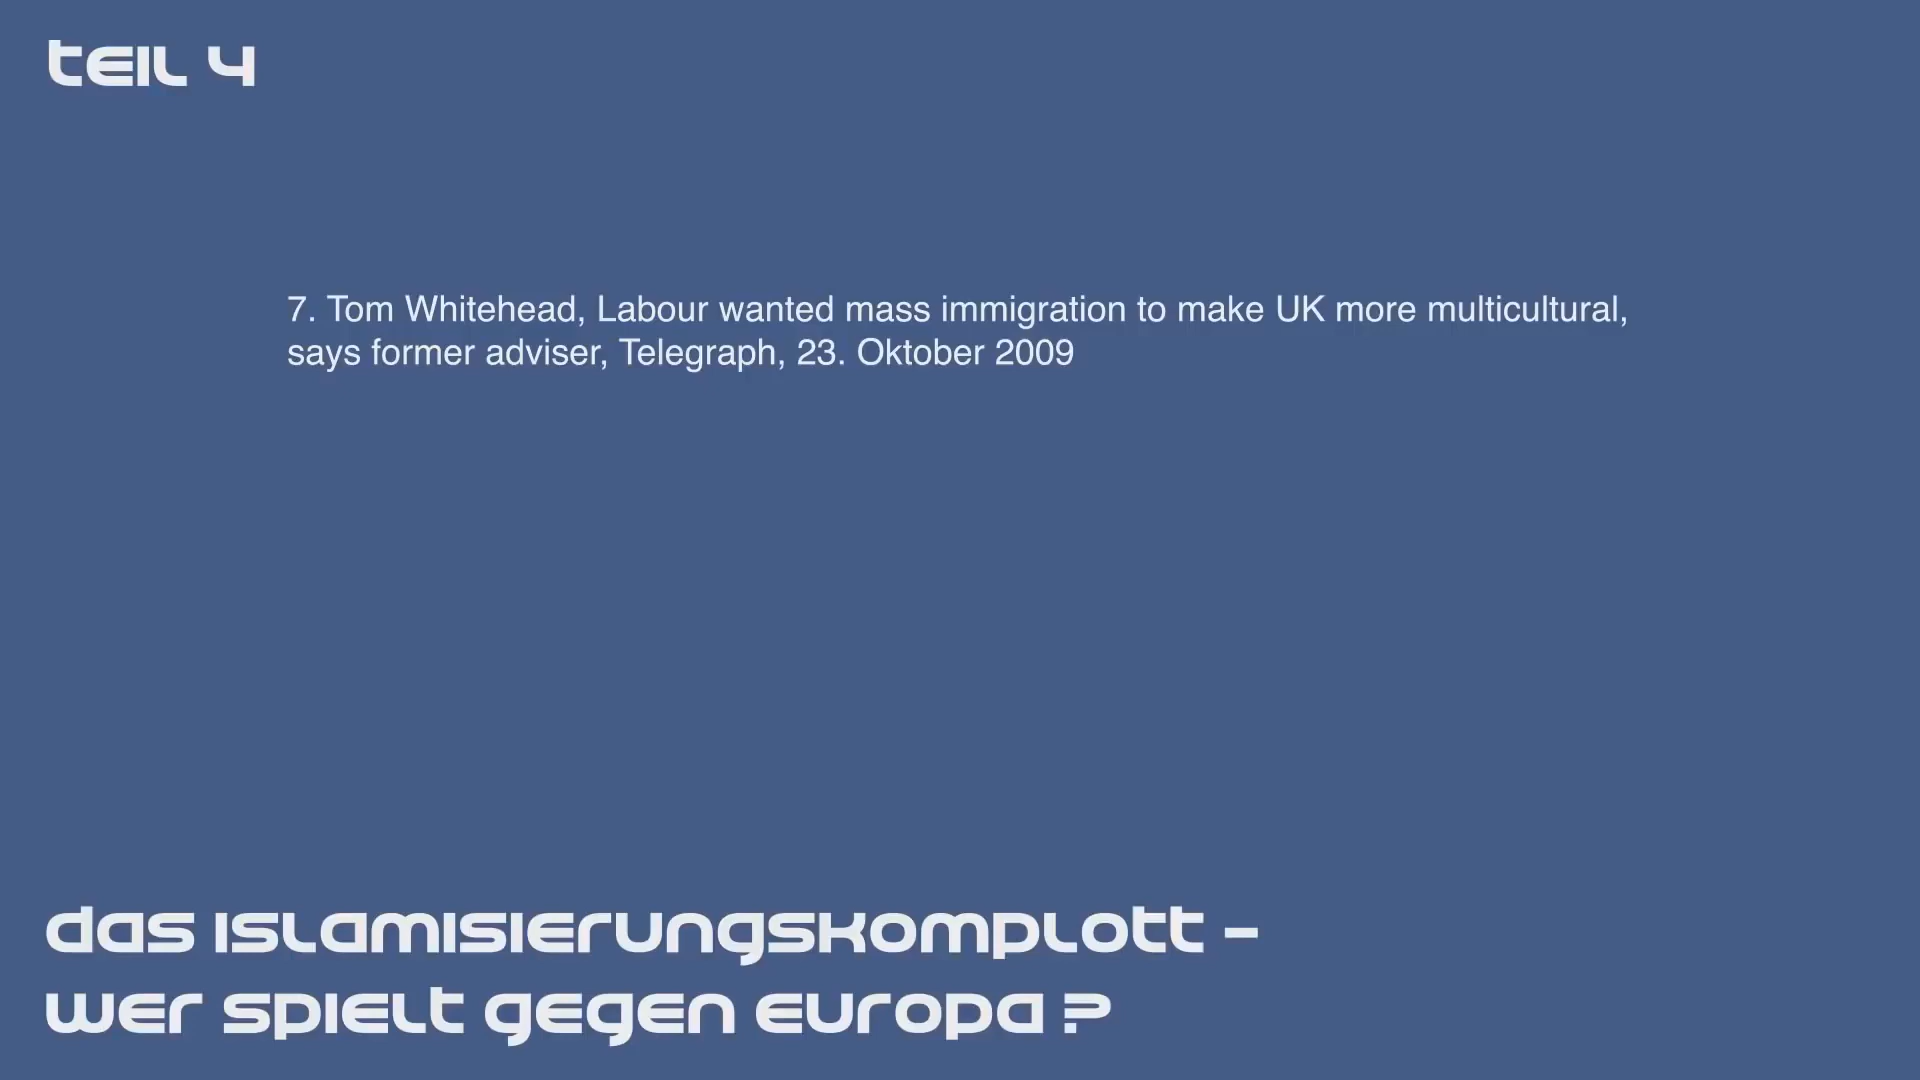 Teil 4
7. Tom Whitehead, Labour wanted mass immigration to make UK more multicultural,
says former adviser, Telegraph, 23. Oktober 2009
Das Islamisierungskomplott –
wer spielt gegen Europa ?